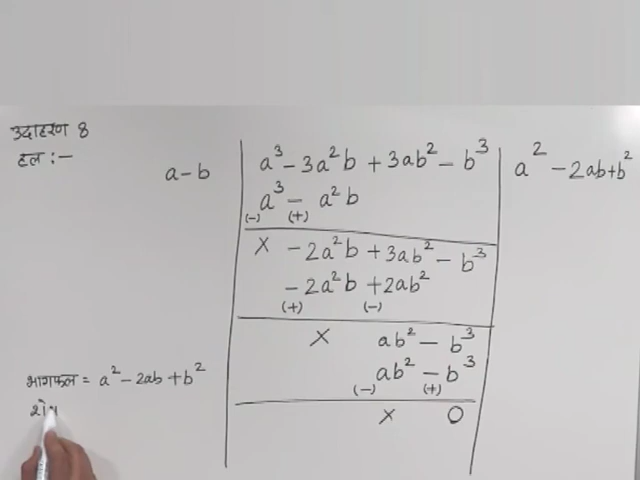 उदाहरण 8
हल :-
a-b
a³ - 3a²b + 3ab² - b³
a² - 2ab + b²
a³ - a²b
(-) (+)
x - 2a²b + 3ab² - b³
- 2a²b + 2ab²
(+) (-)
x ab² - b³
ab² - b³
(-) (+)
x 0
भागफल = a² - 2ab + b²